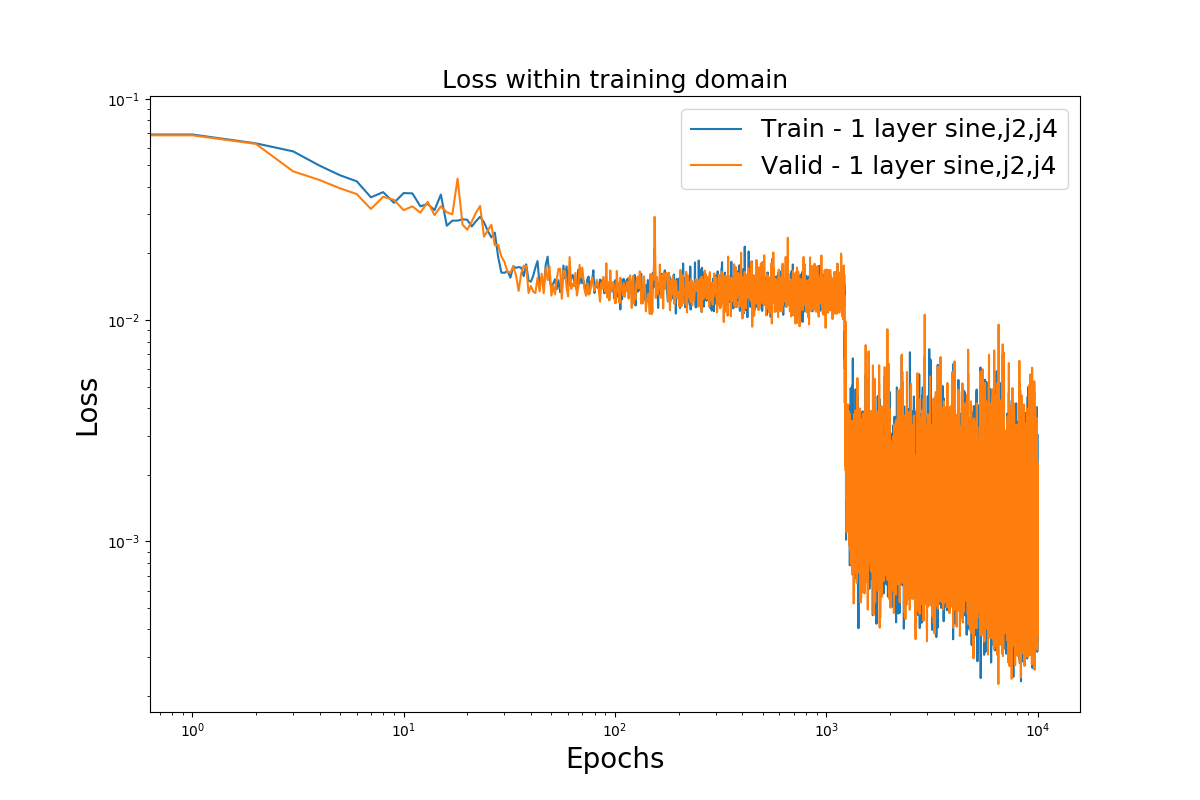 Loss within training domain
Train - 1 layer sine,j2,j4
Valid - 1 layer sine,j2,j4
Loss
10⁻¹
10⁻²
10⁻³
10⁰ 10¹ 10² 10³ 10⁴
Epochs